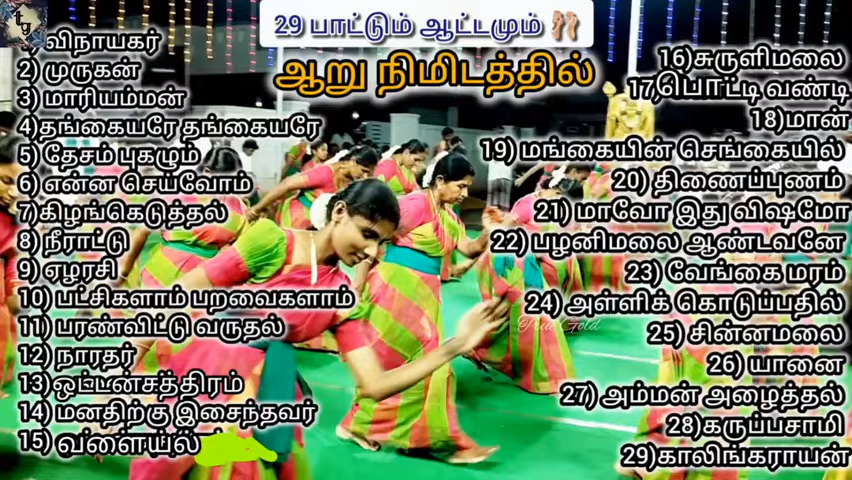 tg
29 பாட்டும் ஆட்டமும்
ஆறு நிமிடத்தில்
விநாயகர்
2) முருகன்
3) மாரியம்மன்
4)தங்கையரே தங்கையரே
5) தேசம் புகழும்
6)என்ன செய்வோம்
7)கிழங்கெடுத்தல்
8) நீராட்டு
9) ஏழரசி
10) பட்சிகளாம் பறவைகளாம்
11) பரண்விட்டு வருதல்
12) நாரதர்
13)ஒட்டன்சத்திரம்
14) மனதிற்கு இசைந்தவர்
15) வளையல்
16)சுருளிமலை
17,பொட்டி வண்டி
18)மான்
19) மங்கையின் செங்கையில்
20) திணைப்புணம்
21) மாவோ இது விஷமோ
22) பழனிமலை ஆண்டவனே
23) வேங்கை மரம்
24) அள்ளிக் கொடுப்பதில்
Gold
25) சின்னமலை
26) யானை
27) அம்மன் அழைத்தல்
28)கருப்பசாமி
29)காலிங்கராயன்